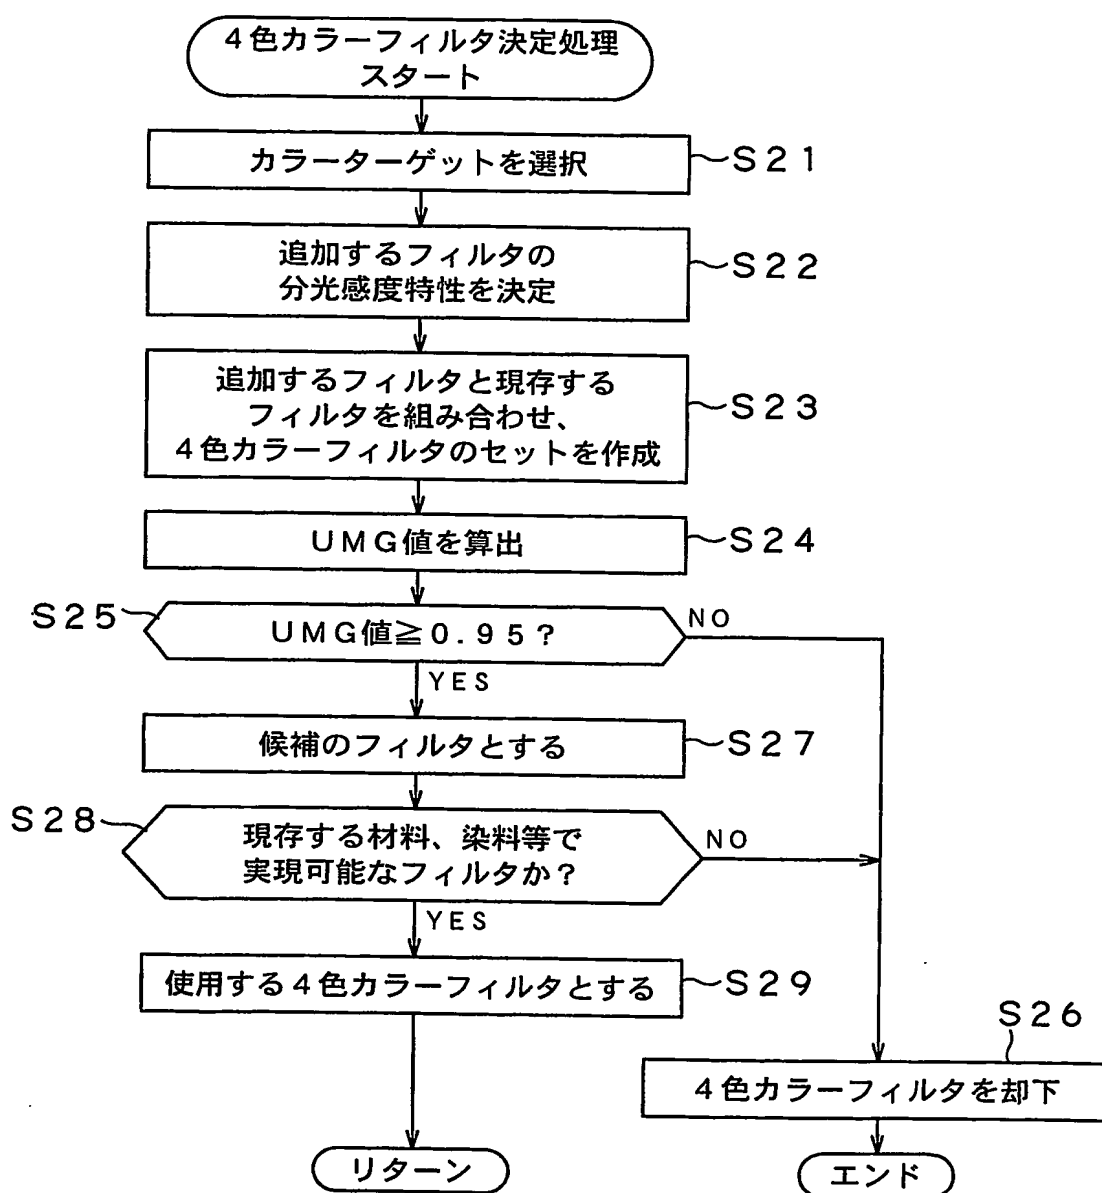 4色カラーフィルタ決定処理
スタート
カラーターゲットを選択
S21
追加するフィルタの
分光感度特性を決定
S22
追加するフィルタと現存する
フィルタを組み合わせ、
4色カラーフィルタのセットを作成
S23
UMG値を算出
S24
S25
UMG値≧0.95?
NO
YES
候補のフィルタとする
S27
S28
現存する材料、染料等で
実現可能なフィルタか?
NO
YES
使用する4色カラーフィルタとする
S29
S26
4色カラーフィルタを却下
リターン
エンド